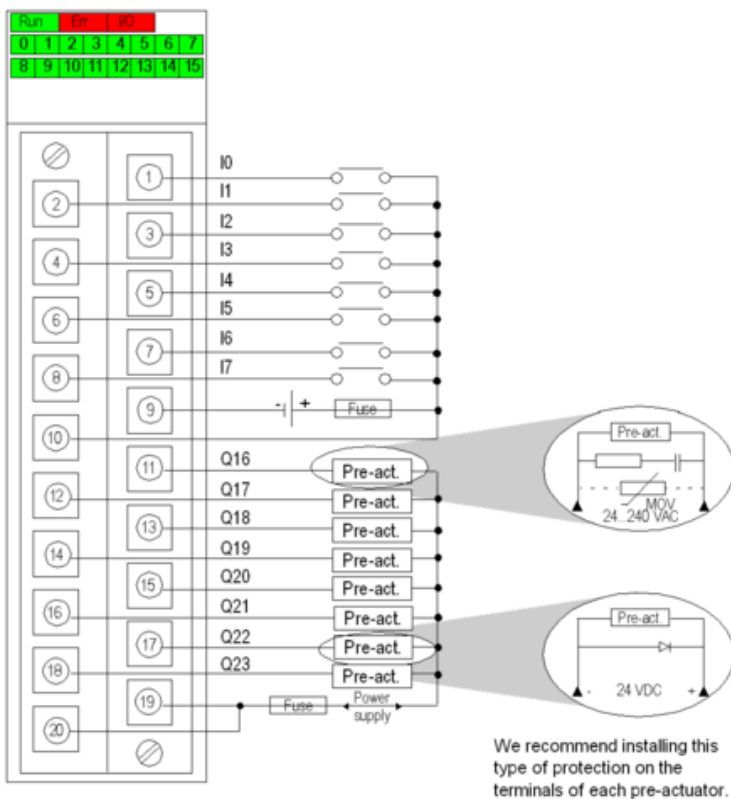 Run Err I/O
0 1 2 3 4 5 6 7
8 9 10 11 12 13 14 15
1 I0
2 I1
3 I2
4 I3
5 I4
6 I5
7 I6
8 I7
9 - + Fuse
10
11 Q16 Pre-act.
12 Q17 Pre-act.
13 Q18 Pre-act.
14 Q19 Pre-act.
15 Q20 Pre-act.
16 Q21 Pre-act.
17 Q22 Pre-act.
18 Q23 Pre-act.
19 Fuse Power
supply
20
Pre-act.
MOV
24...240 VAC
Pre-act.
- 24 VDC +
We recommend installing this
type of protection on the
terminals of each pre-actuator.